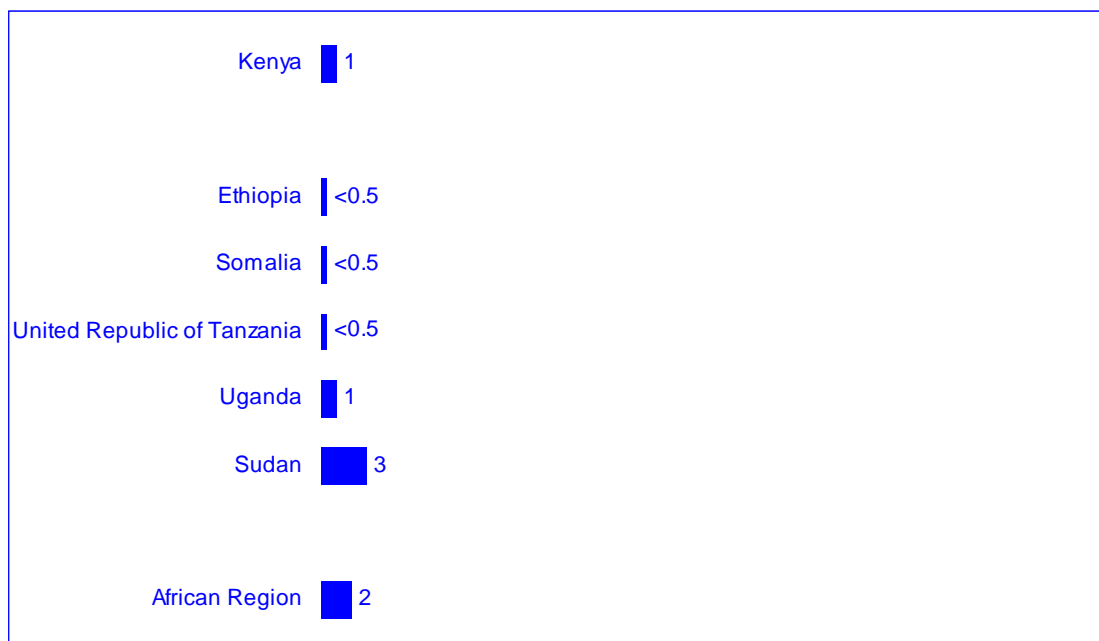 Kenya 1
Ethiopia <0.5
Somalia <0.5
United Republic of Tanzania <0.5
Uganda 1
Sudan 3
African Region 2